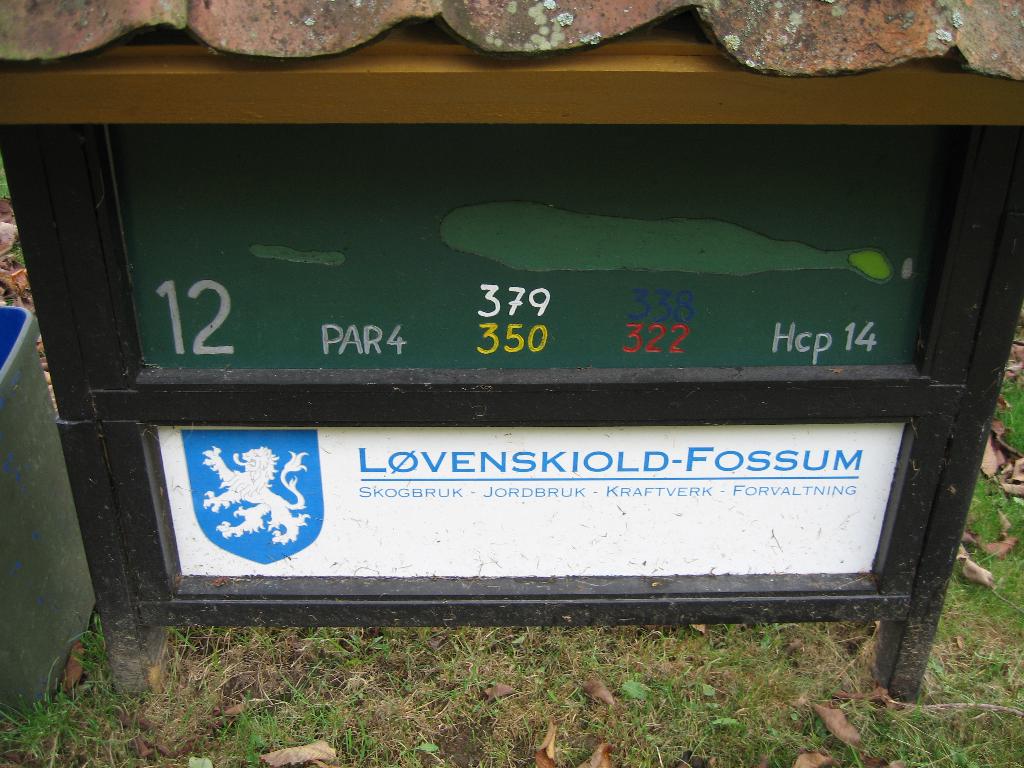 12
PAR4
379
338
350
322
Hcp 14
LØVENSKIOLD-FOSSUM
SKOGBRUK - JORDBRUK - KRAFTVERK - FORVALTNING